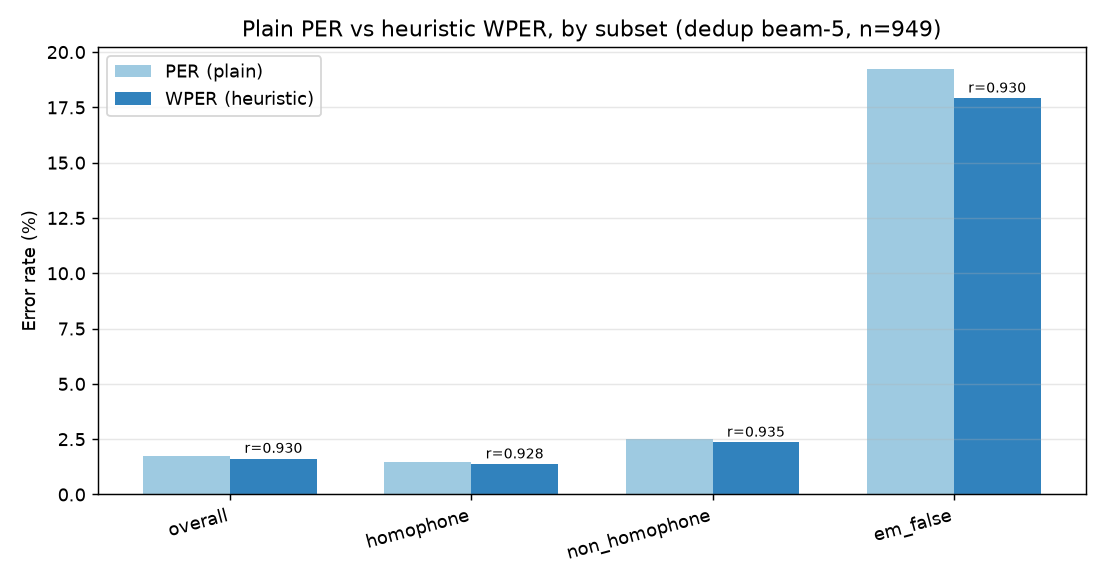 Plain PER vs heuristic WPER, by subset (dedup beam-5, n=949)
PER (plain)
WPER (heuristic)
Error rate (%)
20.0
17.5
15.0
12.5
10.0
7.5
5.0
2.5
0.0
r=0.930
r=0.928
r=0.935
r=0.930
overall
homophone
non_homophone
em_false